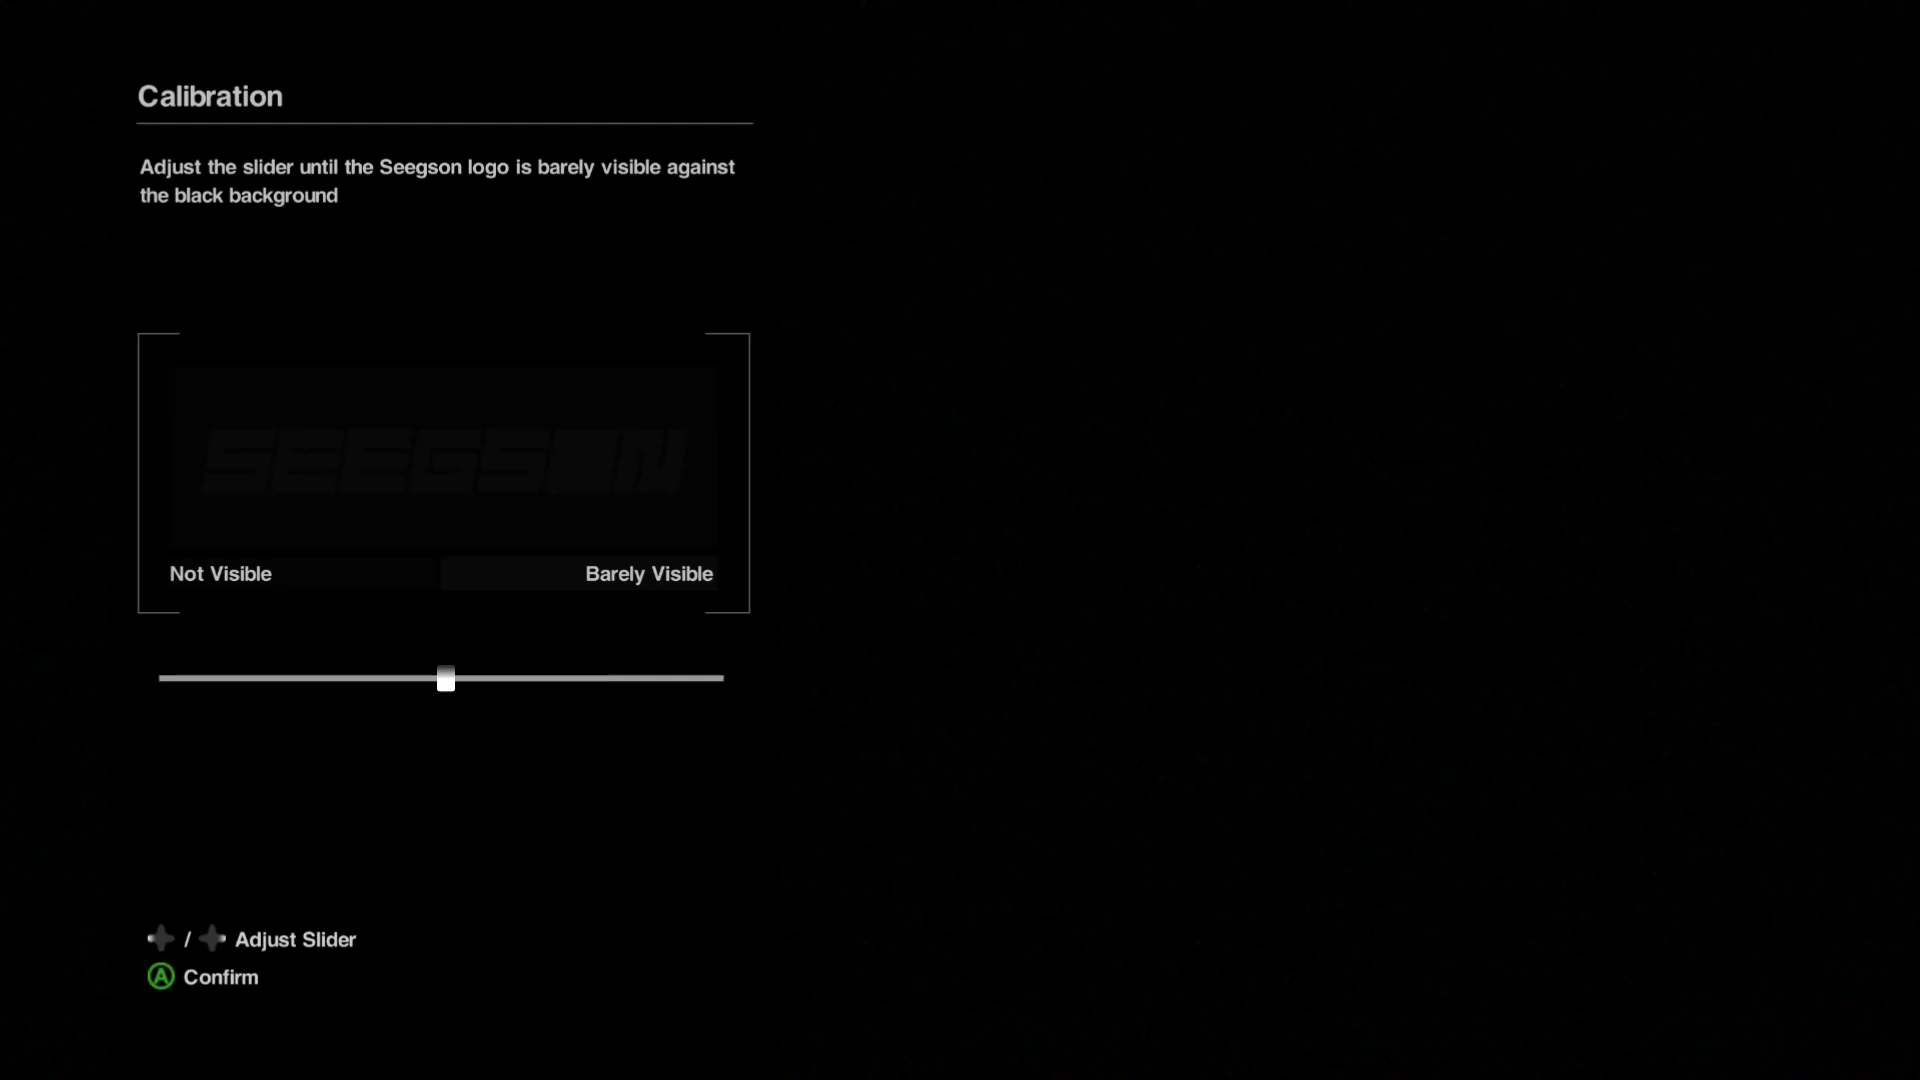 Calibration
Adjust the slider until the Seegson logo is barely visible against
the black background
SEEGSON
Not Visible
Barely Visible
/ Adjust Slider
A Confirm